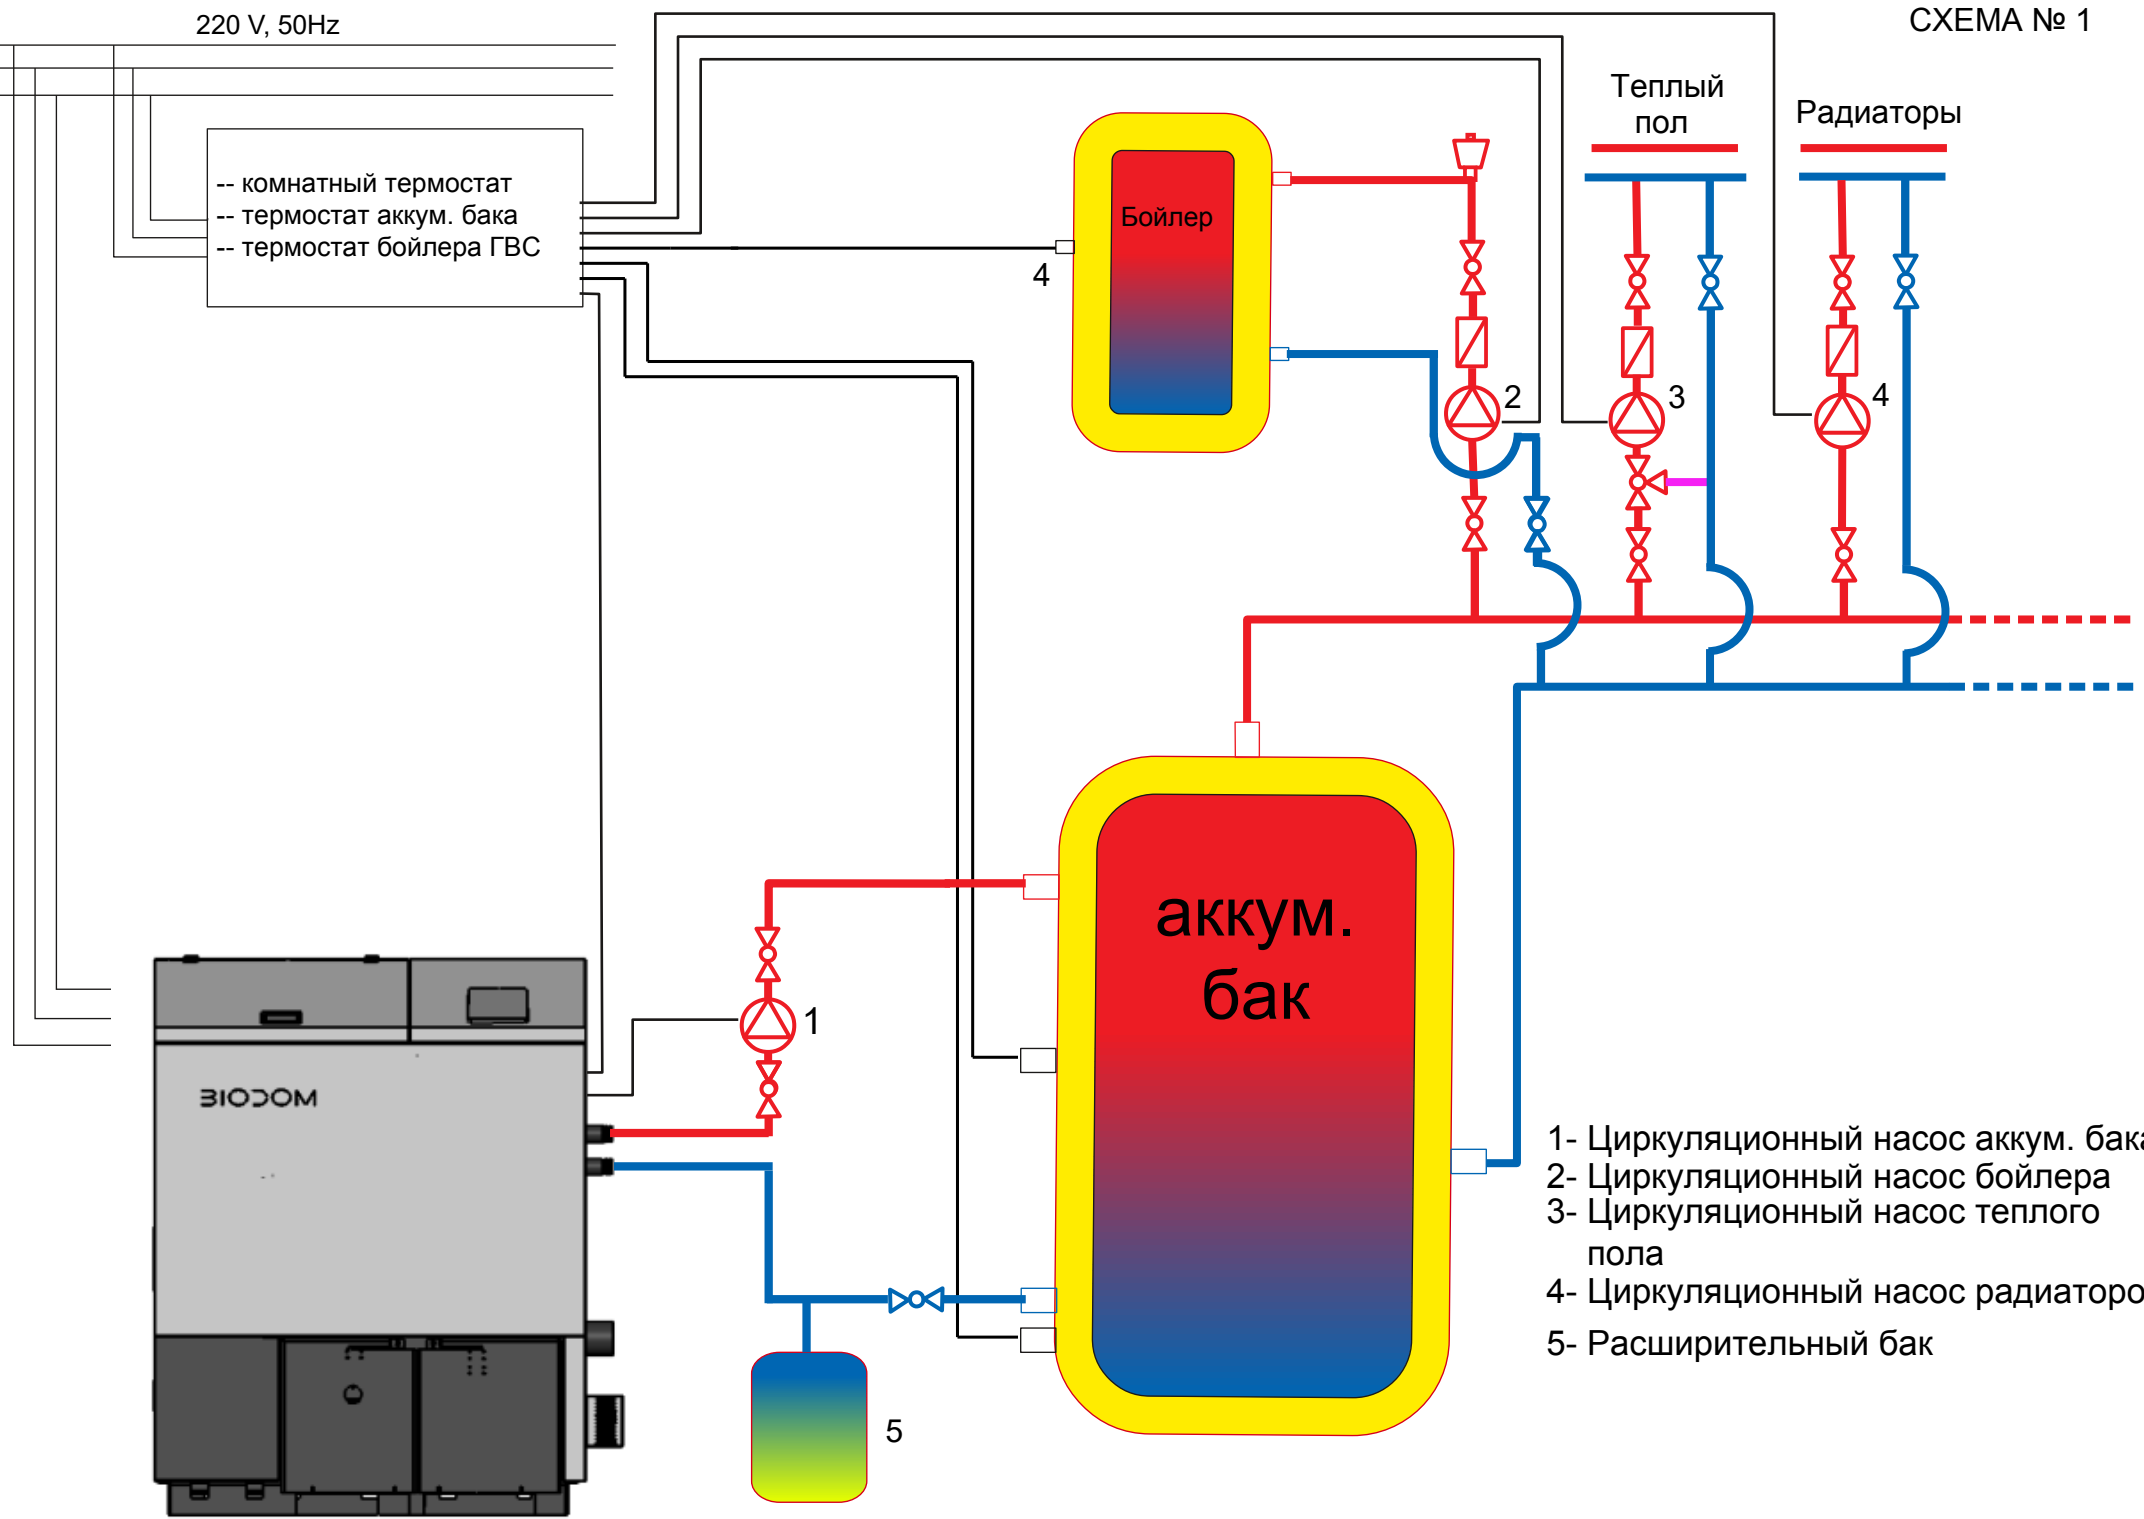 220 V, 50Hz
СХЕМА № 1
Теплый
пол
Радиаторы
-- комнатный термостат
-- термостат аккум. бака
-- термостат бойлера ГВС
Бойлер
4
2
3
4
аккум.
бак
1
BIODOM
1- Циркуляционный насос аккум. бака
2- Циркуляционный насос бойлера
3- Циркуляционный насос теплого
пола
4- Циркуляционный насос радиаторо
5- Расширительный бак
5